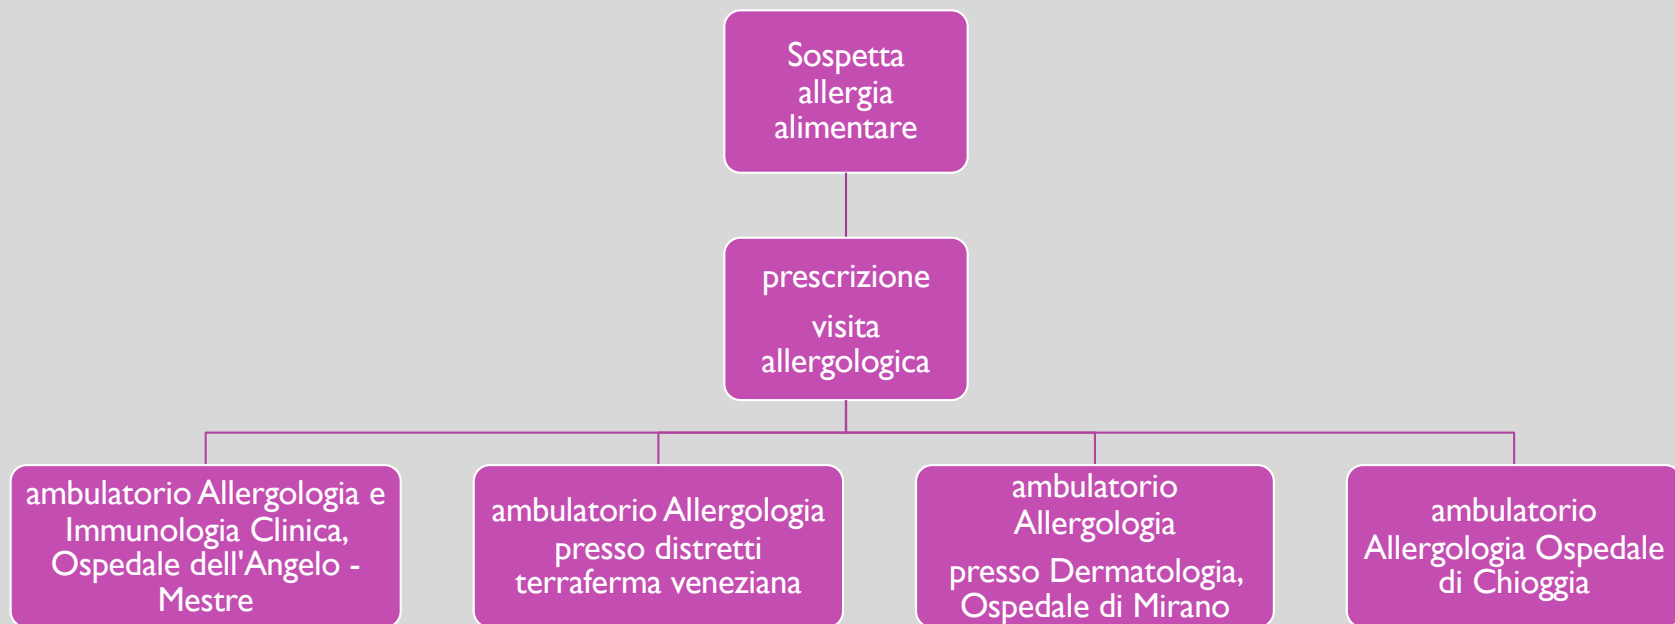 Sospetta
allergia
alimentare
prescrizione
visita
allergologica
ambulatorio Allergologia e
Immunologia Clinica,
Ospedale dell'Angelo -
Mestre
ambulatorio Allergologia
presso distretti
terraferma veneziana
ambulatorio
Allergologia
presso Dermatologia,
Ospedale di Mirano
ambulatorio
Allergologia Ospedale
di Chioggia